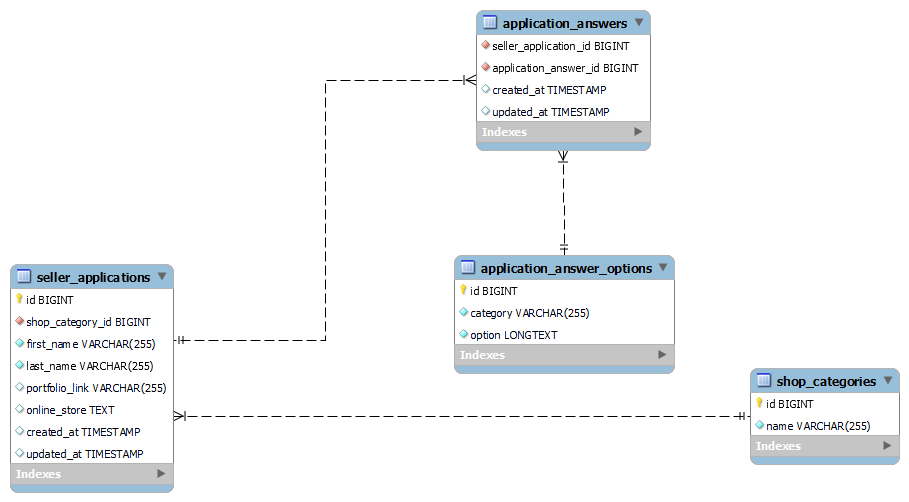 application_answers
seller_application_id BIGINT
application_answer_id BIGINT
created_at TIMESTAMP
updated_at TIMESTAMP
Indexes
seller_applications
id BIGINT
shop_category_id BIGINT
first_name VARCHAR(255)
last_name VARCHAR(255)
portfolio_link VARCHAR(255)
online_store TEXT
created_at TIMESTAMP
updated_at TIMESTAMP
Indexes
application_answer_options
id BIGINT
category VARCHAR(255)
option LONGTEXT
Indexes
shop_categories
id BIGINT
name VARCHAR(255)
Indexes